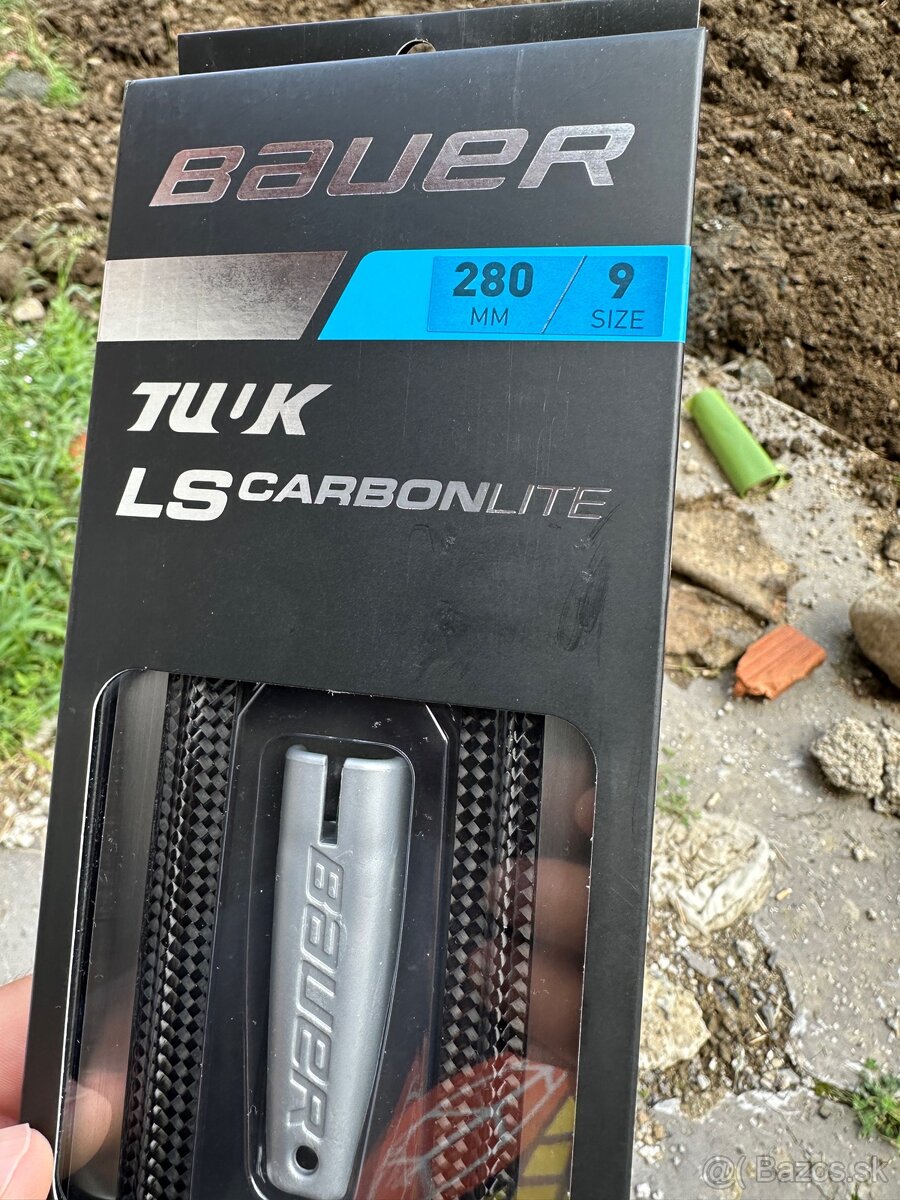 BAUER
280 / 9
MM SIZE
TUUK
LS CARBONLITE
BAUER
@( Bazos.sk